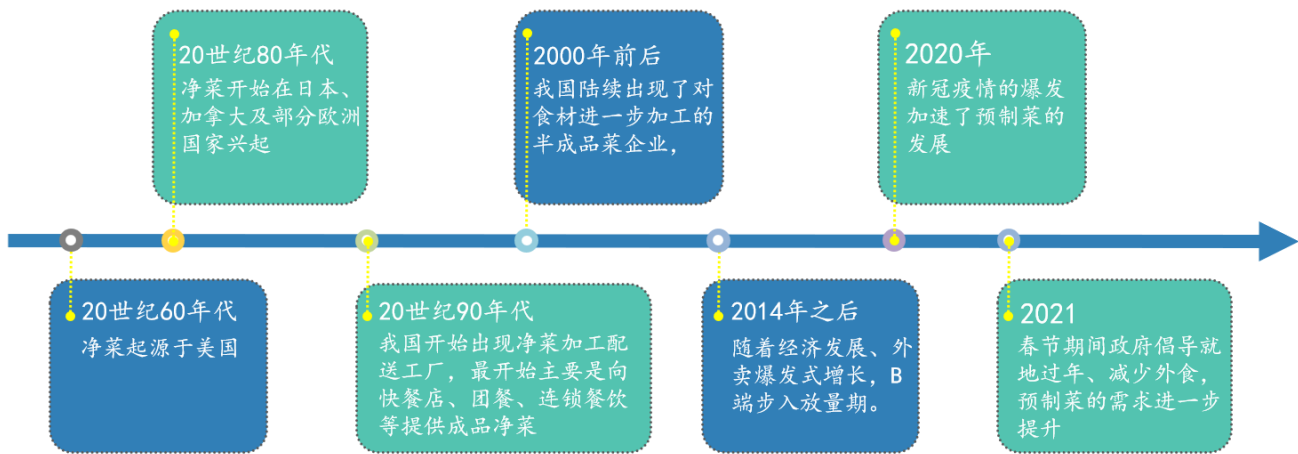 20世纪80年代
净菜开始在日本、
加拿大及部分欧洲
国家兴起
2000年前后
我国陆续出现了对
食材进一步加工的
半成品菜企业，
2020年
新冠疫情的爆发
加速了预制菜的
发展
20世纪60年代
净菜起源于美国
20世纪90年代
我国开始出现净菜加工配
送工厂，最开始主要是向
快餐店、团餐、连锁餐饮
等提供成品净菜
2014年之后
随着经济发展、外
卖爆发式增长，B
端步入放量期。
2021
春节期间政府倡导就
地过年、减少外食，
预制菜的需求进一步
提升